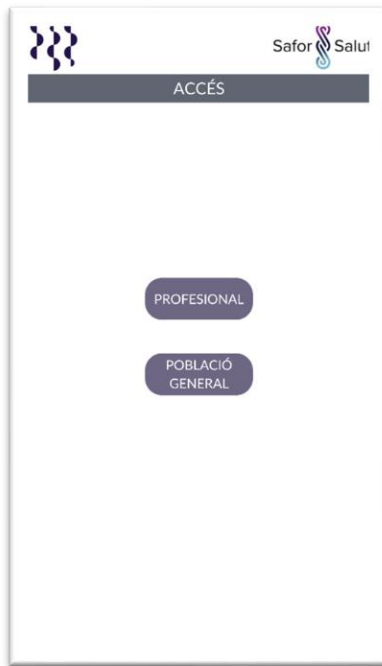 Safor Salut
ACCÉS
PROFESIONAL
POBLACIÓ
GENERAL